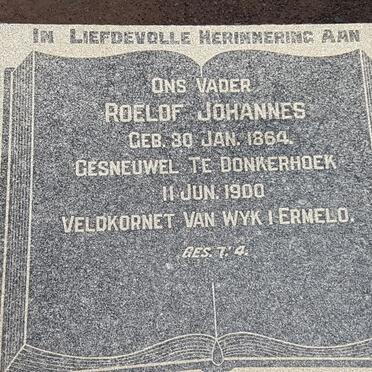 IN LIEFDEVOLLE HERINNERING AAN
ONS VADER
ROELOF JOHANNES
GEB. 30 JAN. 1864.
GESNEUWEL TE DONKERHOEK
11 JUN. 1900
VELDKORNET VAN WYK 1 ERMELO.
GES. 7:4.